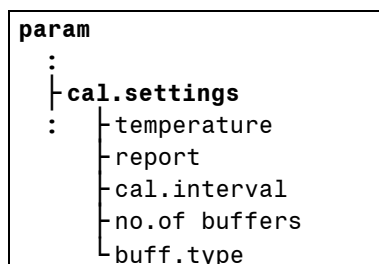 param
:
cal.settings
: temperature
report
cal.interval
no.of buffers
buff.type